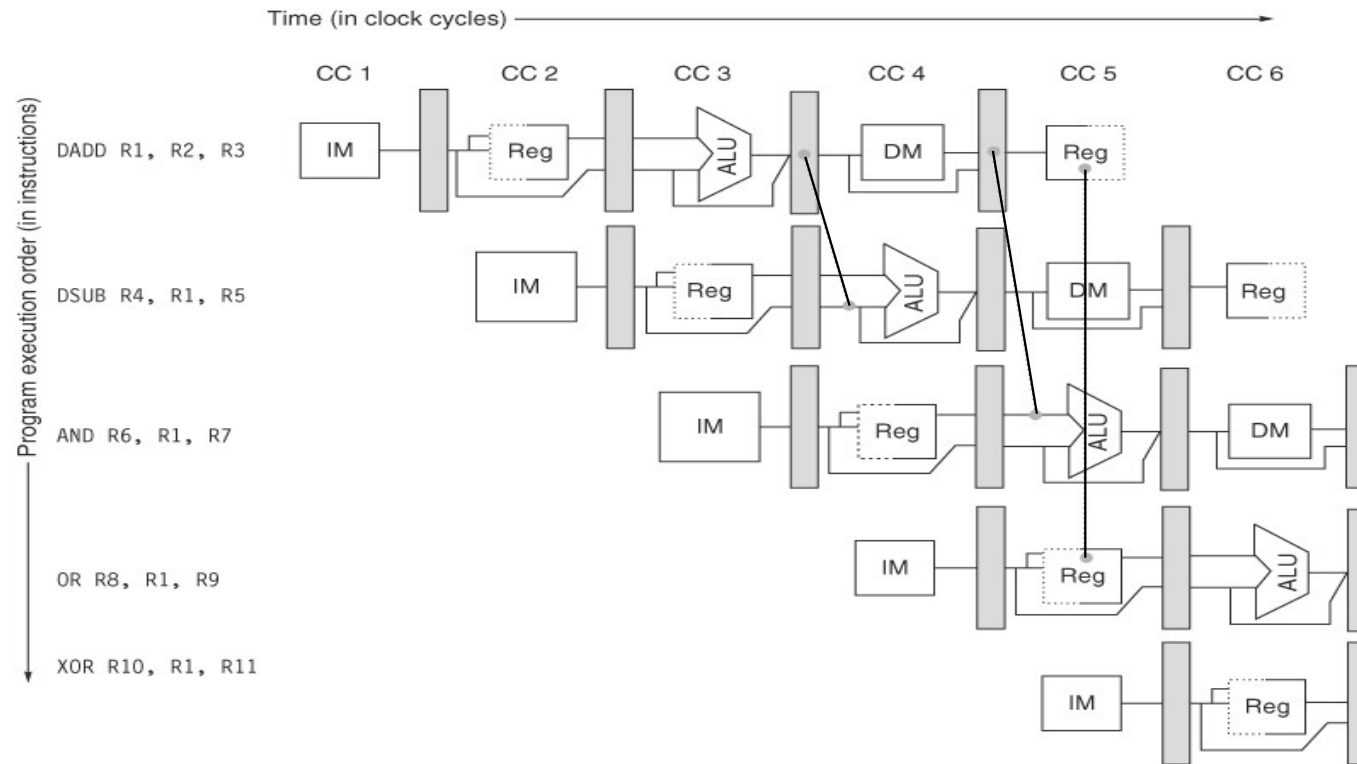 Time (in clock cycles)
CC 1 CC 2 CC 3 CC 4 CC 5 CC 6
Program execution order (in instructions)
DADD R1, R2, R3 IM Reg ALU DM Reg
DSUB R4, R1, R5 IM Reg ALU DM Reg
AND R6, R1, R7 IM Reg ALU DM
OR R8, R1, R9 IM Reg ALU
XOR R10, R1, R11 IM Reg